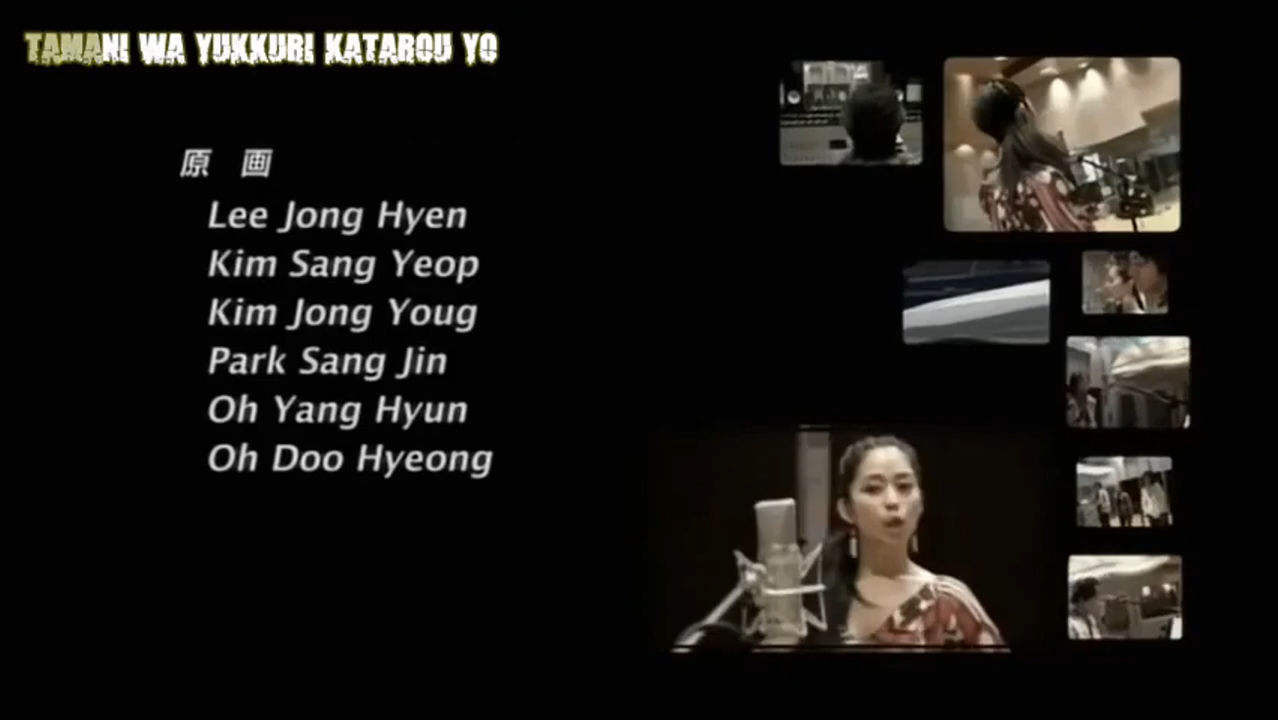 TAMANI WA YUKKURI KATAROU YO
原 画
Lee Jong Hyen
Kim Sang Yeop
Kim Jong Youg
Park Sang Jin
Oh Yang Hyun
Oh Doo Hyeong